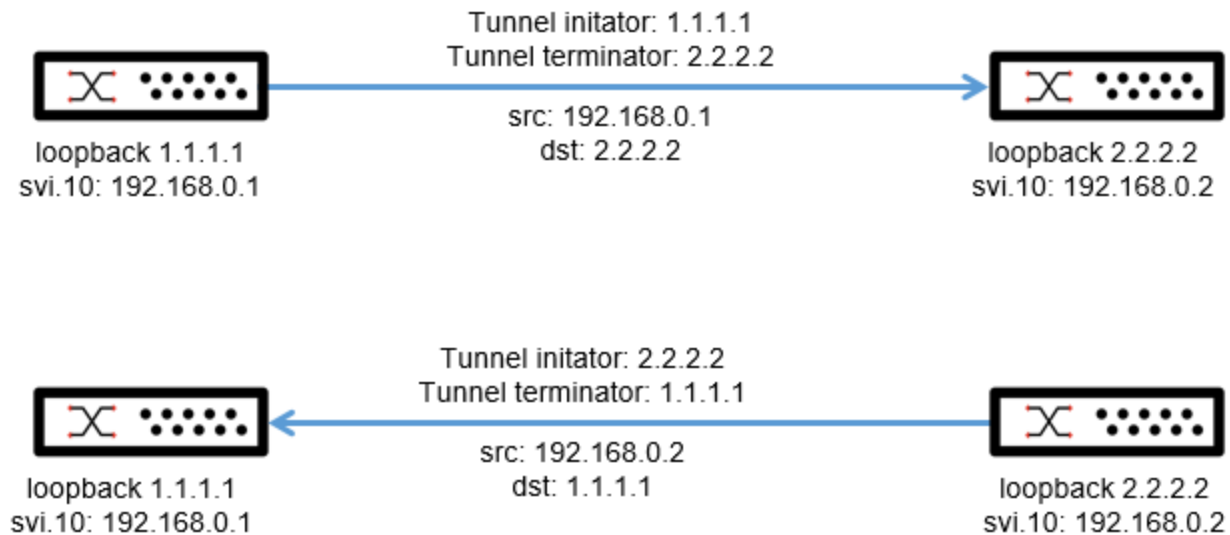 Tunnel initator: 1.1.1.1
Tunnel terminator: 2.2.2.2
src: 192.168.0.1
dst: 2.2.2.2
loopback 1.1.1.1
svi.10: 192.168.0.1
loopback 2.2.2.2
svi.10: 192.168.0.2
Tunnel initator: 2.2.2.2
Tunnel terminator: 1.1.1.1
src: 192.168.0.2
dst: 1.1.1.1
loopback 1.1.1.1
svi.10: 192.168.0.1
loopback 2.2.2.2
svi.10: 192.168.0.2